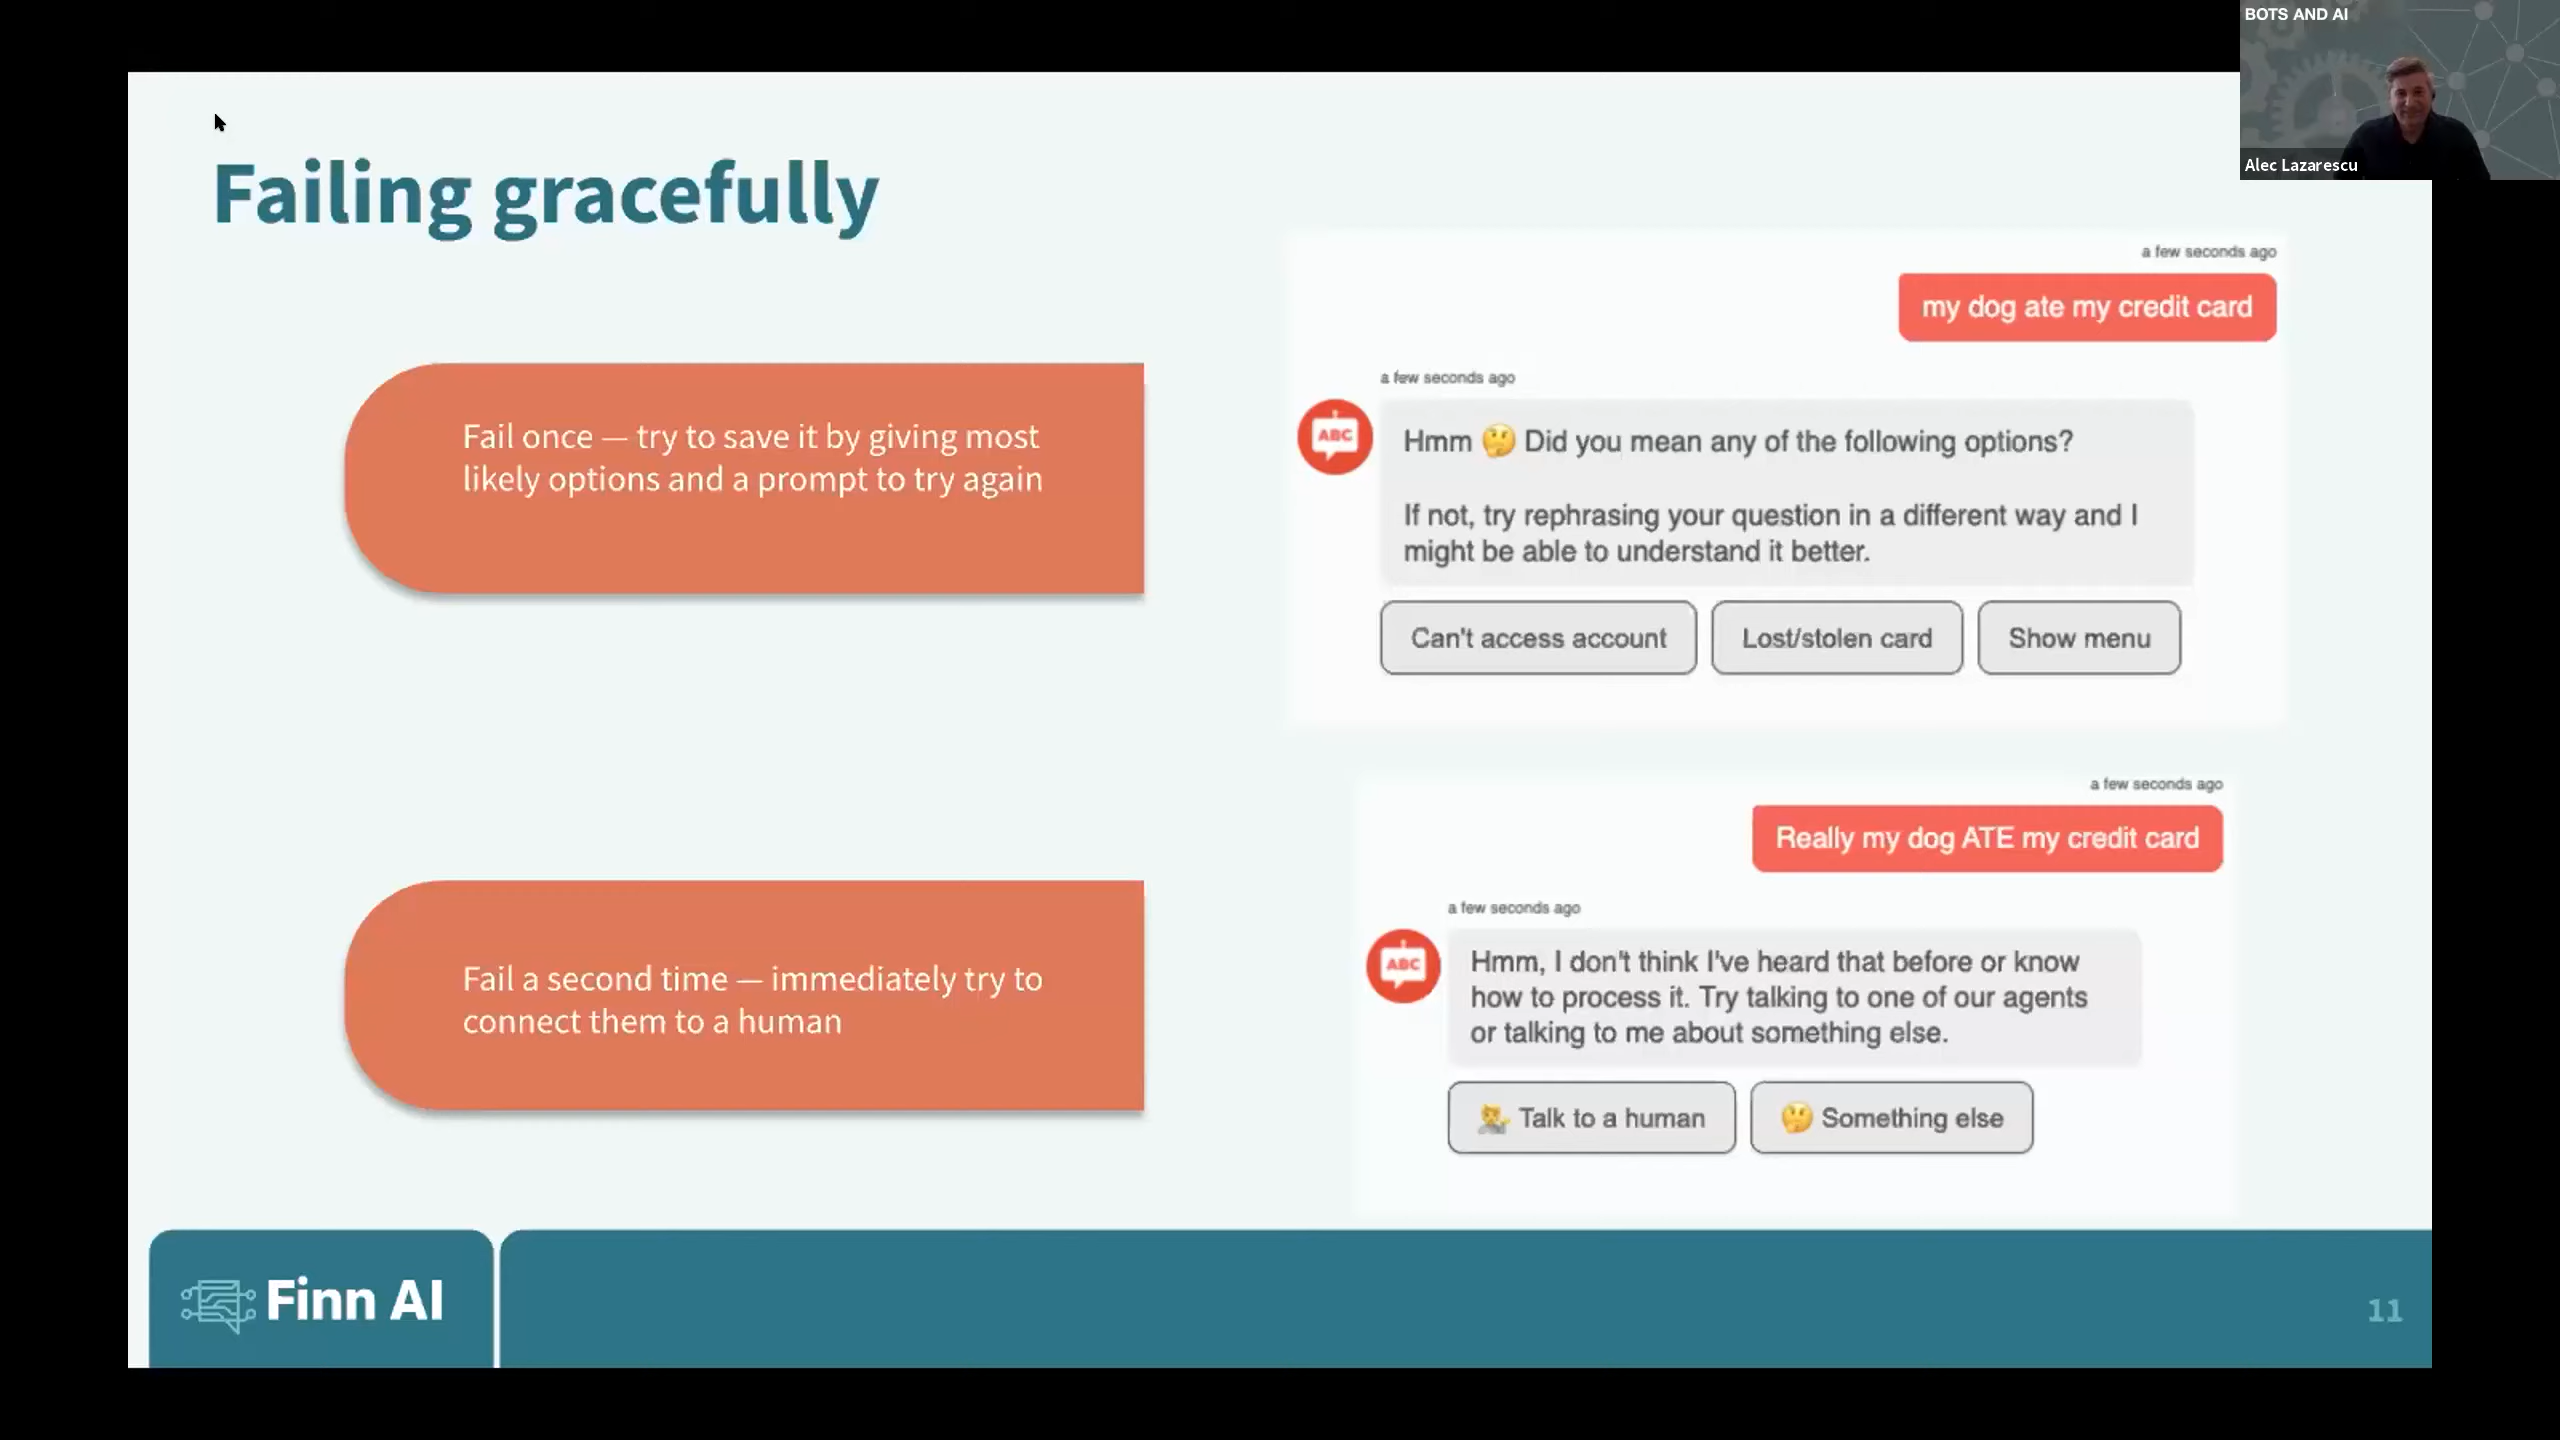 BOTS AND AI
Alec Lazarescu
Failing gracefully
Fail once — try to save it by giving most
likely options and a prompt to try again
a few seconds ago
my dog ate my credit card
a few seconds ago
ABC
Hmm 🤔 Did you mean any of the following options?
If not, try rephrasing your question in a different way and I
might be able to understand it better.
Can't access account
Lost/stolen card
Show menu
Fail a second time — immediately try to
connect them to a human
a few seconds ago
Really my dog ATE my credit card
a few seconds ago
ABC
Hmm, I don't think I've heard that before or know
how to process it. Try talking to one of our agents
or talking to me about something else.
Talk to a human
🤔 Something else
Finn AI
11